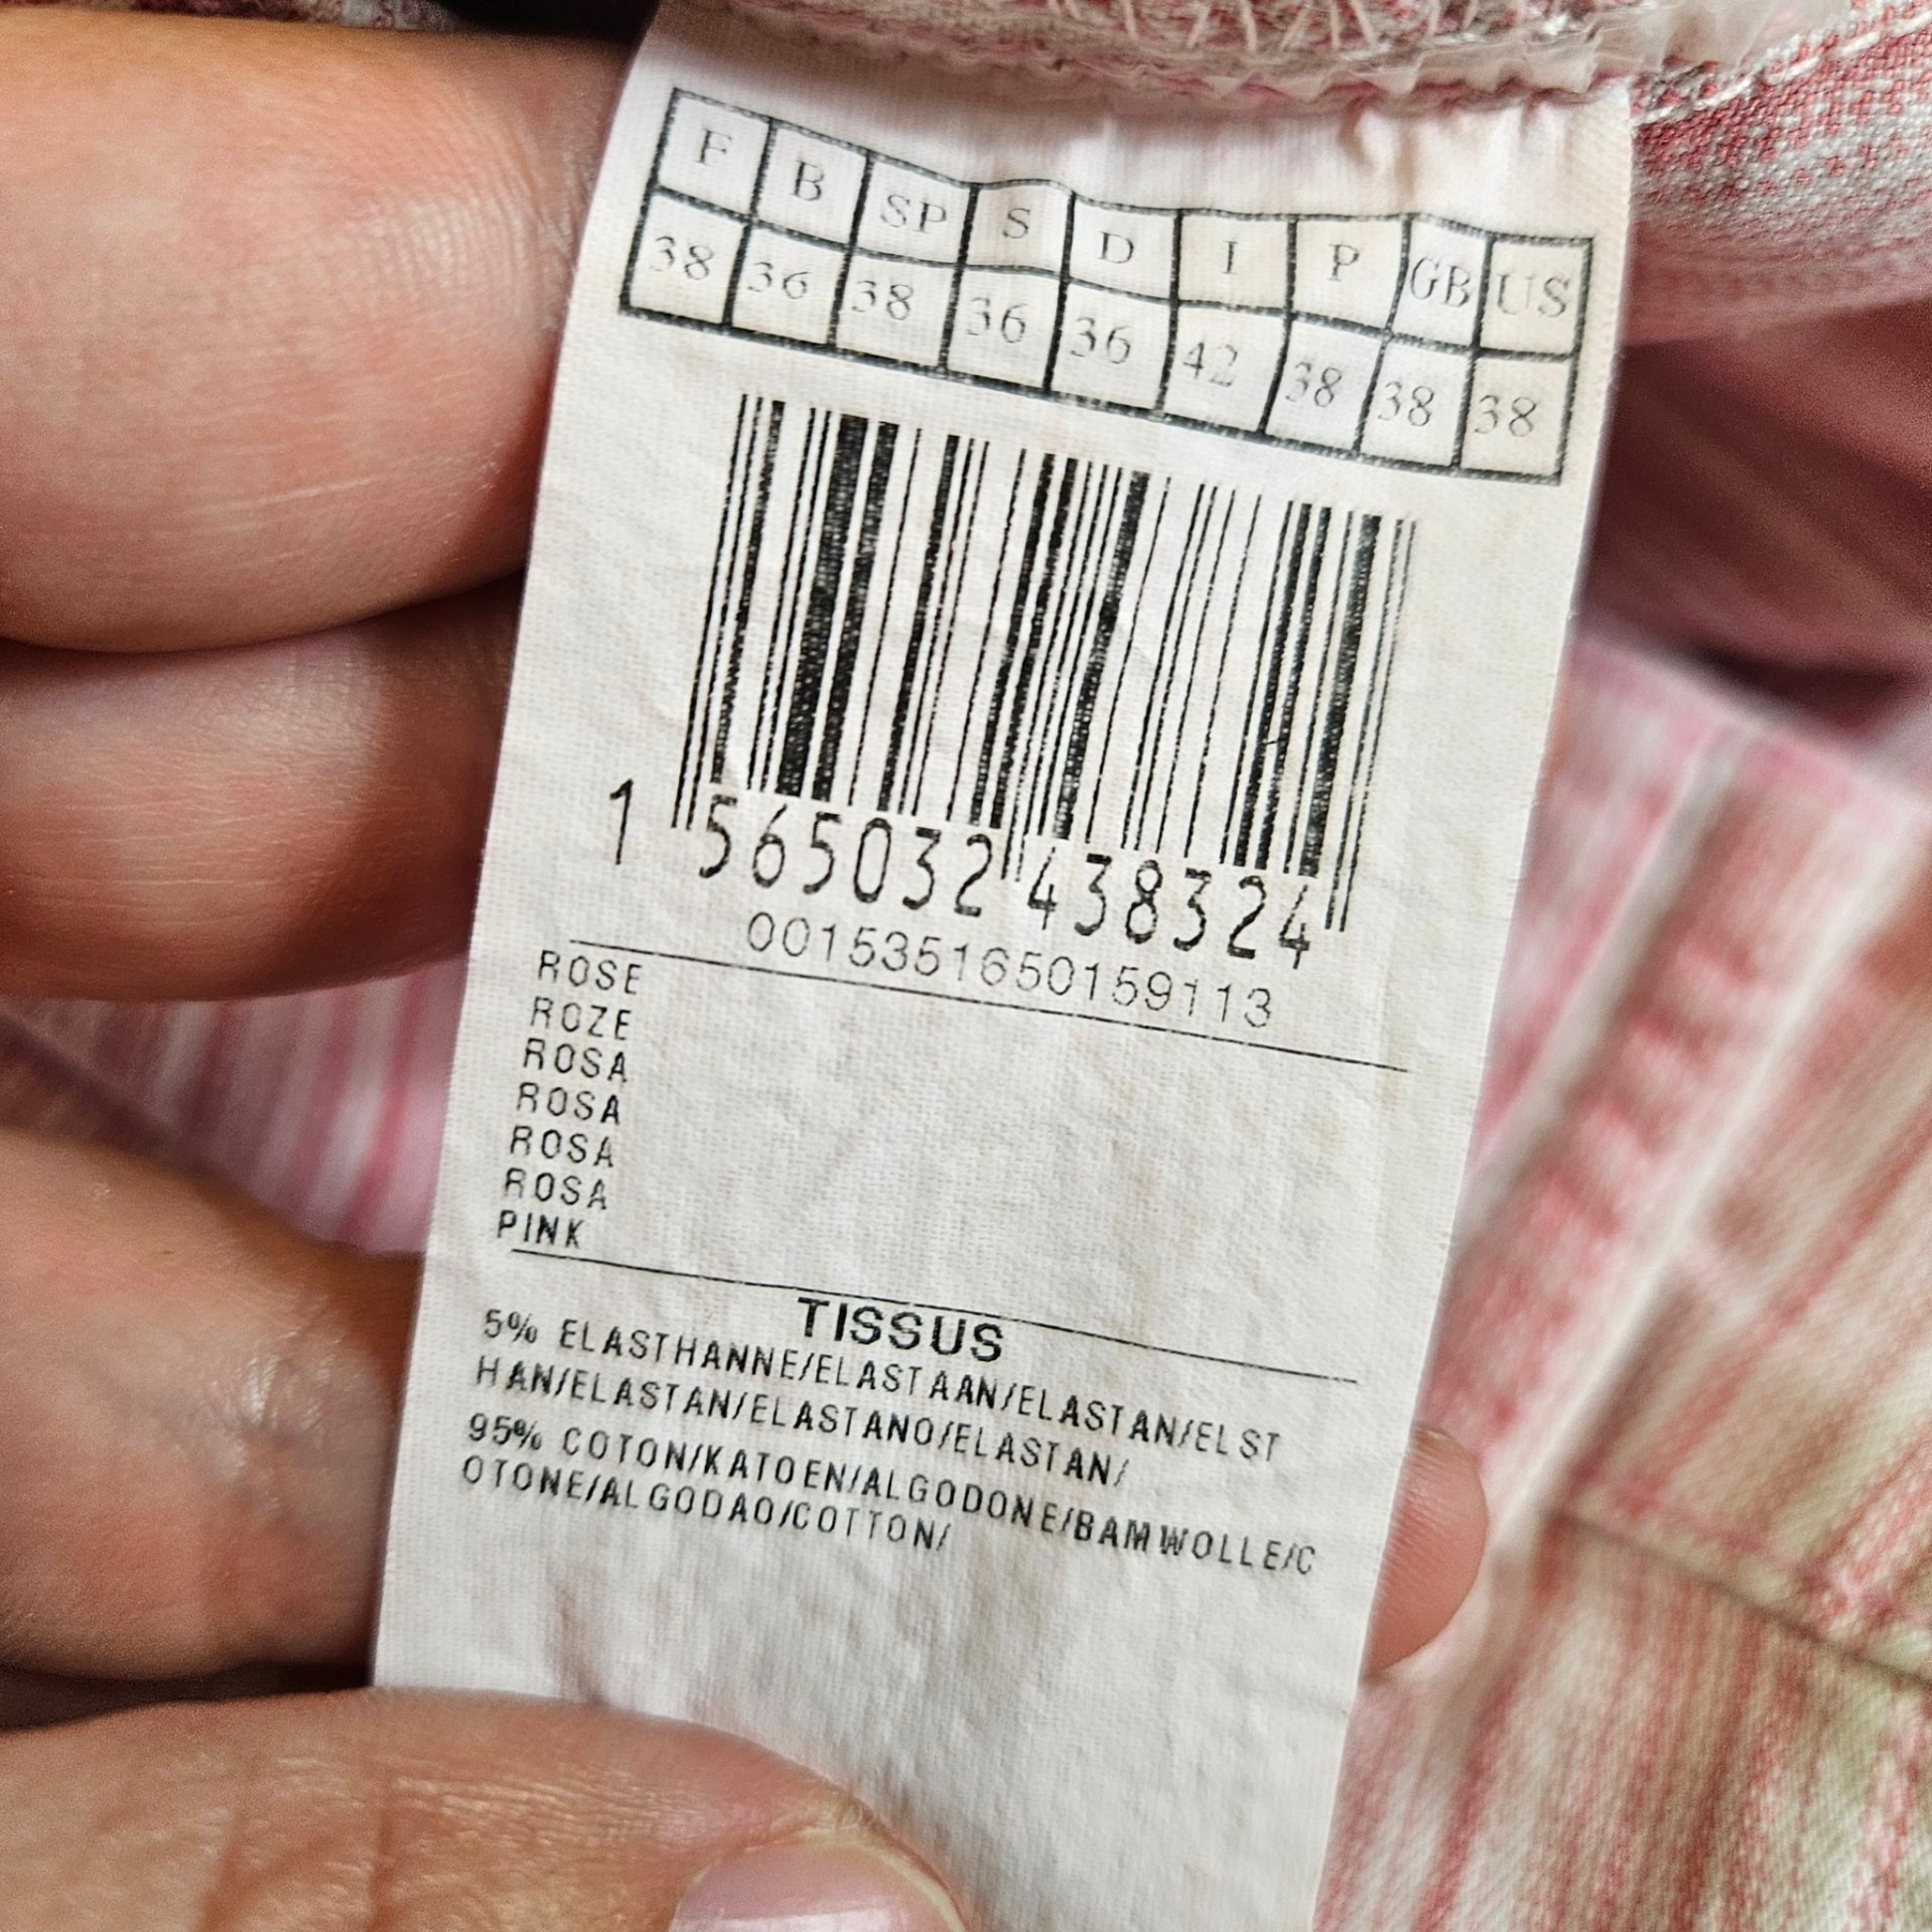 F B SP S D I P GB US
38 36 38 36 36 42 38 38 38
1 565032 438324
0015351650159113
ROSE
ROZE
ROSA
ROSA
ROSA
ROSA
PINK
TISSUS
5% ELASTHANNE/ELASTAAN/ELASTAN/ELST
HAN/ELASTAN/ELASTANO/ELASTAN/
95% COTON/KATOEN/ALGODONE/BAMWOLLE/C
OTONE/ALGODAO/COTTON/